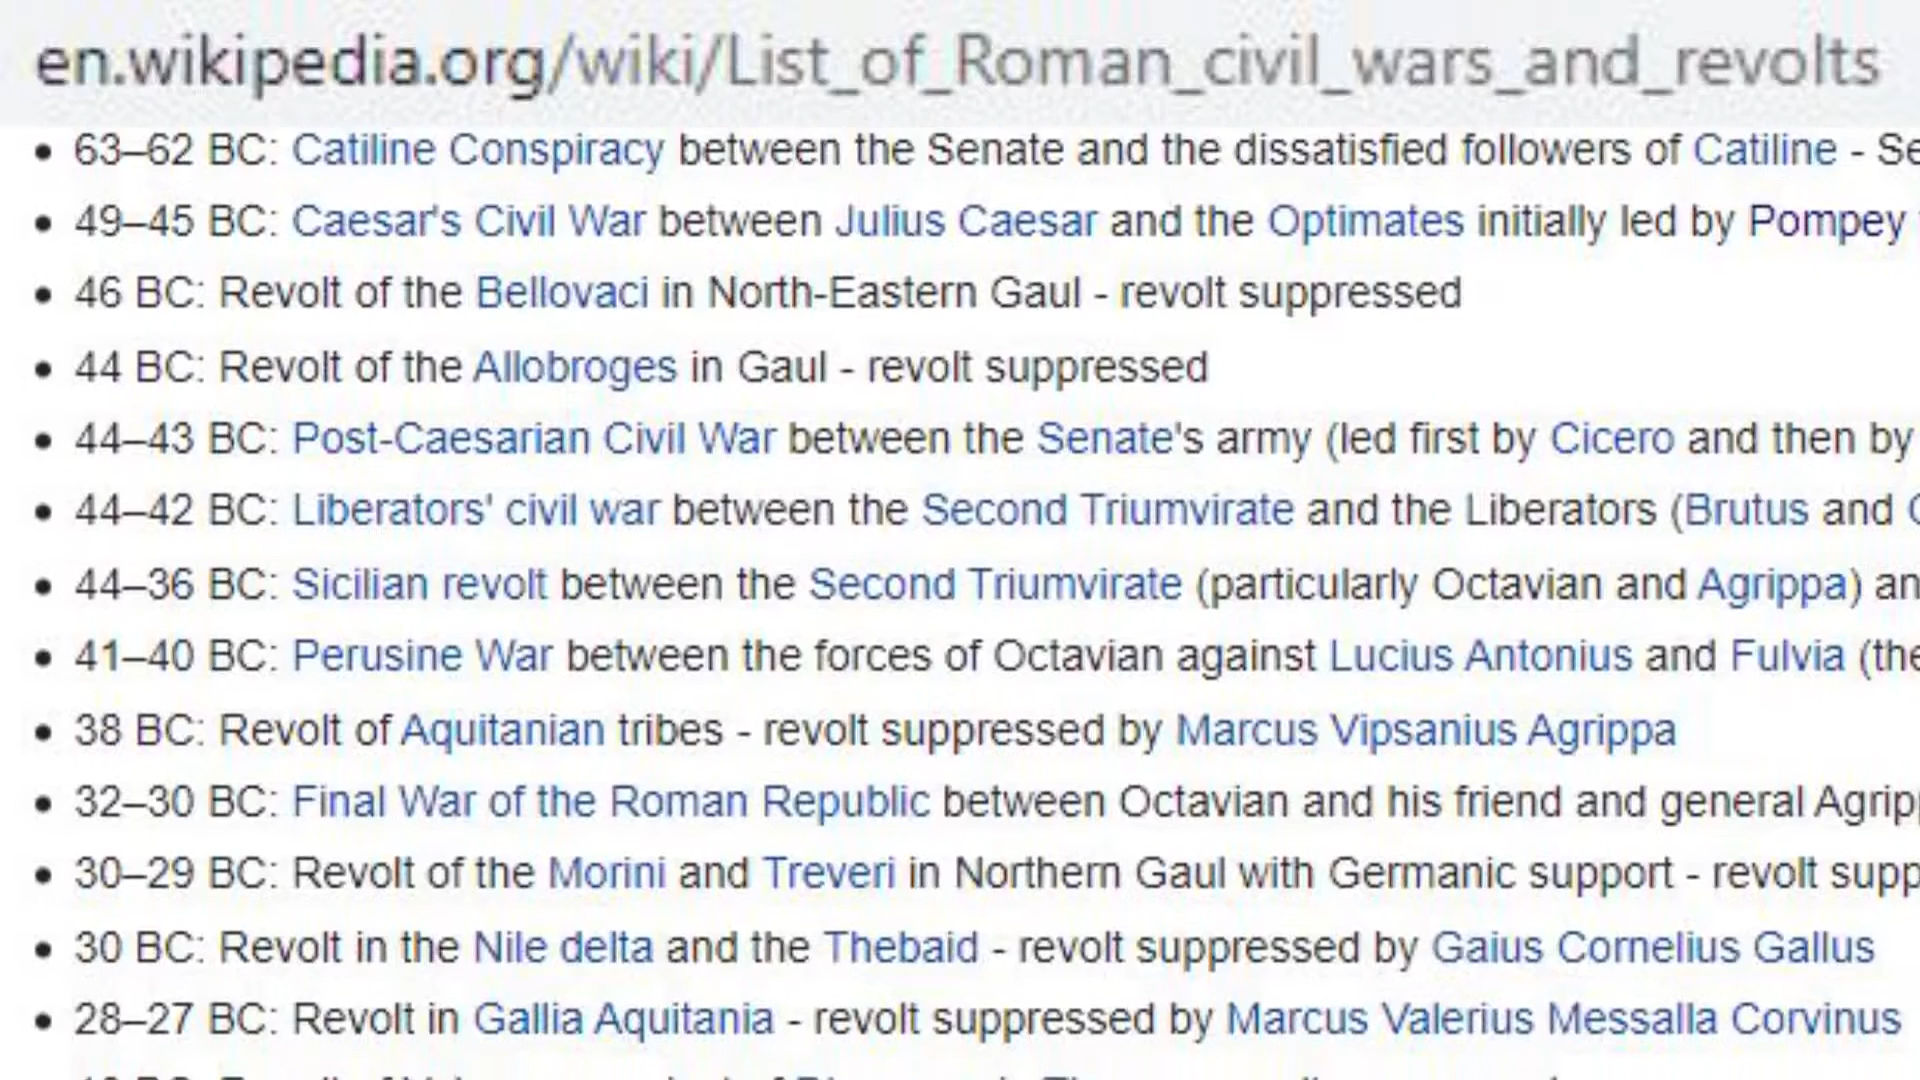 en.wikipedia.org/wiki/List_of_Roman_civil_wars_and_revolts
• 63–62 BC: Catiline Conspiracy between the Senate and the dissatisfied followers of Catiline - Se
• 49–45 BC: Caesar's Civil War between Julius Caesar and the Optimates initially led by Pompey
• 46 BC: Revolt of the Bellovaci in North-Eastern Gaul - revolt suppressed
• 44 BC: Revolt of the Allobroges in Gaul - revolt suppressed
• 44–43 BC: Post-Caesarian Civil War between the Senate's army (led first by Cicero and then by
• 44–42 BC: Liberators' civil war between the Second Triumvirate and the Liberators (Brutus and
• 44–36 BC: Sicilian revolt between the Second Triumvirate (particularly Octavian and Agrippa) an
• 41–40 BC: Perusine War between the forces of Octavian against Lucius Antonius and Fulvia (the
• 38 BC: Revolt of Aquitanian tribes - revolt suppressed by Marcus Vipsanius Agrippa
• 32–30 BC: Final War of the Roman Republic between Octavian and his friend and general Agrip
• 30–29 BC: Revolt of the Morini and Treveri in Northern Gaul with Germanic support - revolt supp
• 30 BC: Revolt in the Nile delta and the Thebaid - revolt suppressed by Gaius Cornelius Gallus
• 28–27 BC: Revolt in Gallia Aquitania - revolt suppressed by Marcus Valerius Messalla Corvinus